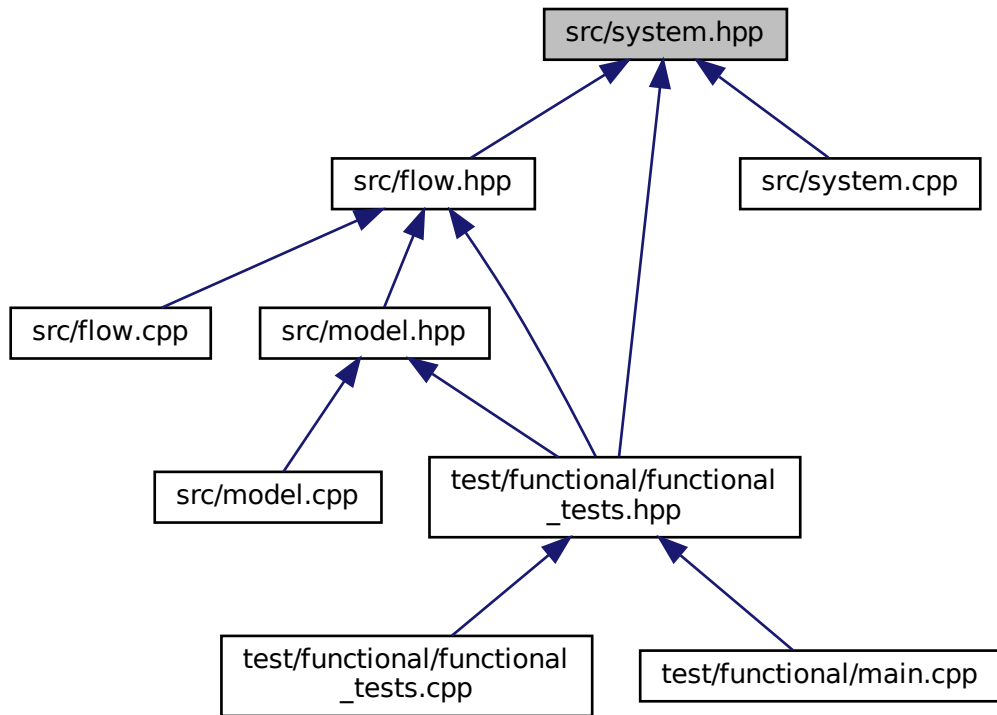 src/system.hpp
src/flow.hpp
src/system.cpp
src/flow.cpp
src/model.hpp
src/model.cpp
test/functional/functional
_tests.hpp
test/functional/functional
_tests.cpp
test/functional/main.cpp